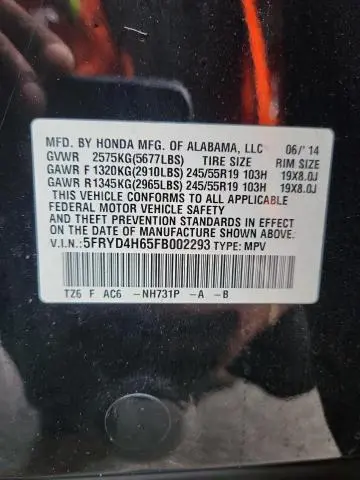 MFD. BY HONDA MFG. OF ALABAMA, LLC 06/'14
GVWR 2575KG(5677LBS) TIRE SIZE RIM SIZE
GAWR F 1320KG(2910LBS) 245/55R19 103H 19X8.0J
GAWR R1345KG(2965LBS) 245/55R19 103H 19X8.0J
THIS VEHICLE CONFORMS TO ALL APPLICABLE
FEDERAL MOTOR VEHICLE SAFETY
AND THEFT PREVENTION STANDARDS IN EFFECT
ON THE DATE OF MANUFACTURE SHOWN ABOVE.
V.I.N.:5FRYD4H65FB002293 TYPE: MPV
TZ6 F AC6 -NH731P -A -B